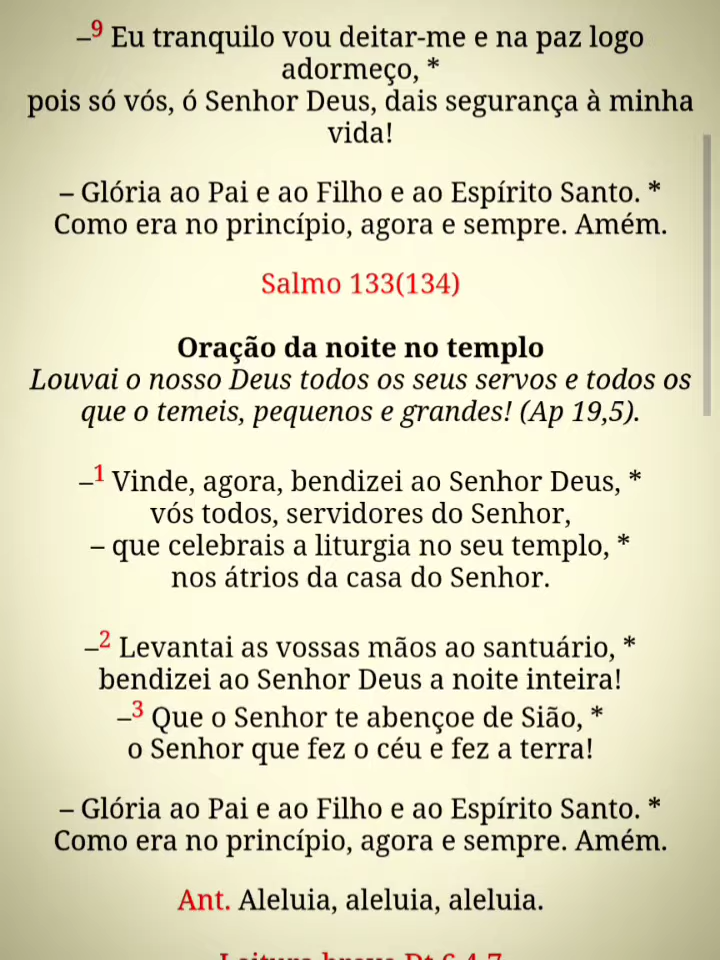 –9 Eu tranquilo vou deitar-me e na paz logo
adormeço, *
pois só vós, ó Senhor Deus, dais segurança à minha
vida!
– Glória ao Pai e ao Filho e ao Espírito Santo. *
Como era no princípio, agora e sempre. Amém.
Salmo 133(134)
Oração da noite no templo
Louvai o nosso Deus todos os seus servos e todos os
que o temeis, pequenos e grandes! (Ap 19,5).
–1 Vinde, agora, bendizei ao Senhor Deus, *
vós todos, servidores do Senhor,
– que celebrais a liturgia no seu templo, *
nos átrios da casa do Senhor.
–2 Levantai as vossas mãos ao santuário, *
bendizei ao Senhor Deus a noite inteira!
–3 Que o Senhor te abençoe de Sião, *
o Senhor que fez o céu e fez a terra!
– Glória ao Pai e ao Filho e ao Espírito Santo. *
Como era no princípio, agora e sempre. Amém.
Ant. Aleluia, aleluia, aleluia.
Leitura breve Dt 6,4-7